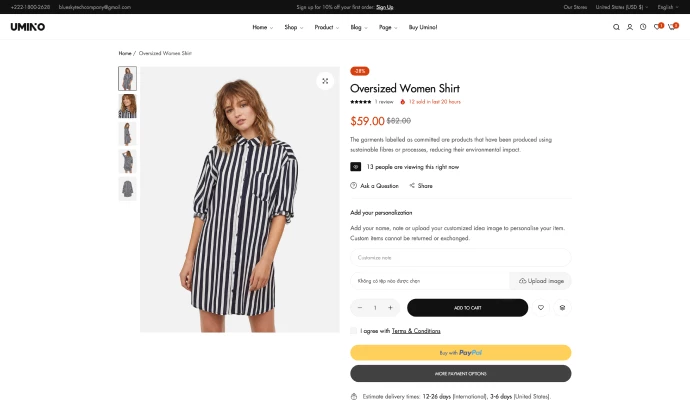 +222-1800-2628 blueskytechcompany@gmail.com Sign up for 10% off your first order. Sign Up Our Stores United States (USD $) English
UMINO Home Shop Product Blog Page Buy Umino! 0 0
Home / Oversized Women Shirt
-28%
Oversized Women Shirt
1 review 12 sold in last 20 hours
$59.00 $82.00
The garments labelled as committed are products that have been produced using
sustainable fibres or processes, reducing their environmental impact.
13 people are viewing this right now
Ask a Question Share
Add your personalization
Add your name, note or upload your customized idea image to personalise your item.
Custom items cannot be returned or exchanged.
Customize note
Không có tệp nào được chọn Upload image
1 ADD TO CART
I agree with Terms & Conditions
Buy with PayPal
MORE PAYMENT OPTIONS
Estimate delivery times: 12-26 days (International), 3-6 days (United States).